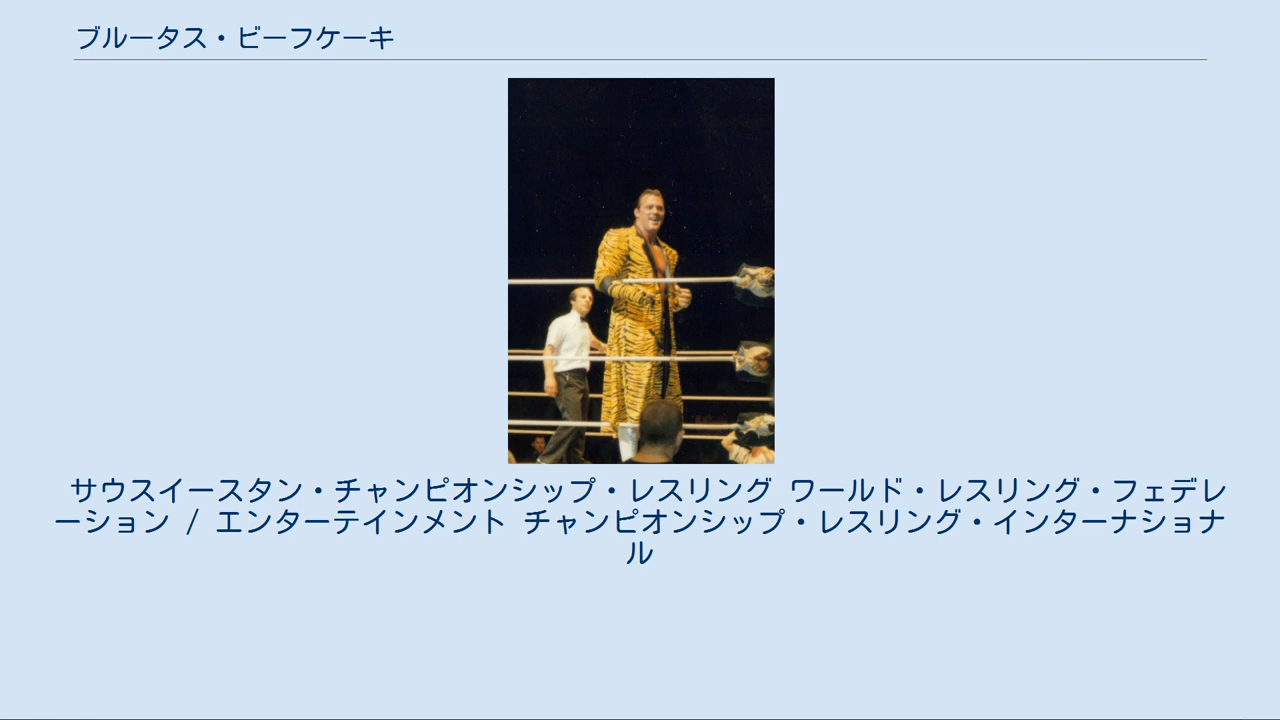 ブルータス・ビーフケーキ
サウスイースタン・チャンピオンシップ・レスリング ワールド・レスリング・フェデレ
ーション / エンターテインメント チャンピオンシップ・レスリング・インターナショナ
ル